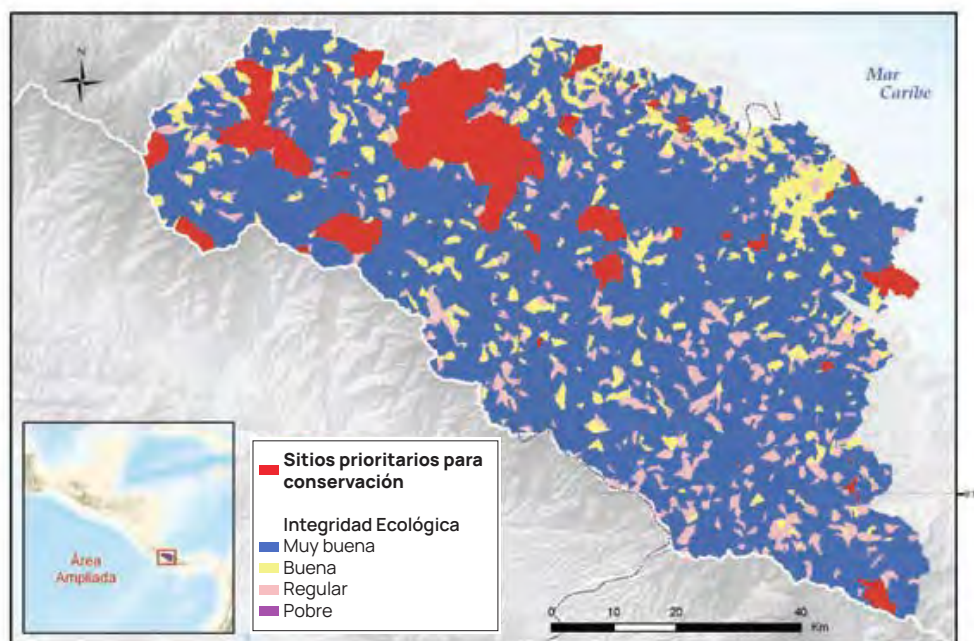 N
Mar
Caribe
Sitios prioritarios para
conservación
Integridad Ecológica
Muy buena
Buena
Regular
Pobre
Área
Ampliada
0 10 20 40
Km